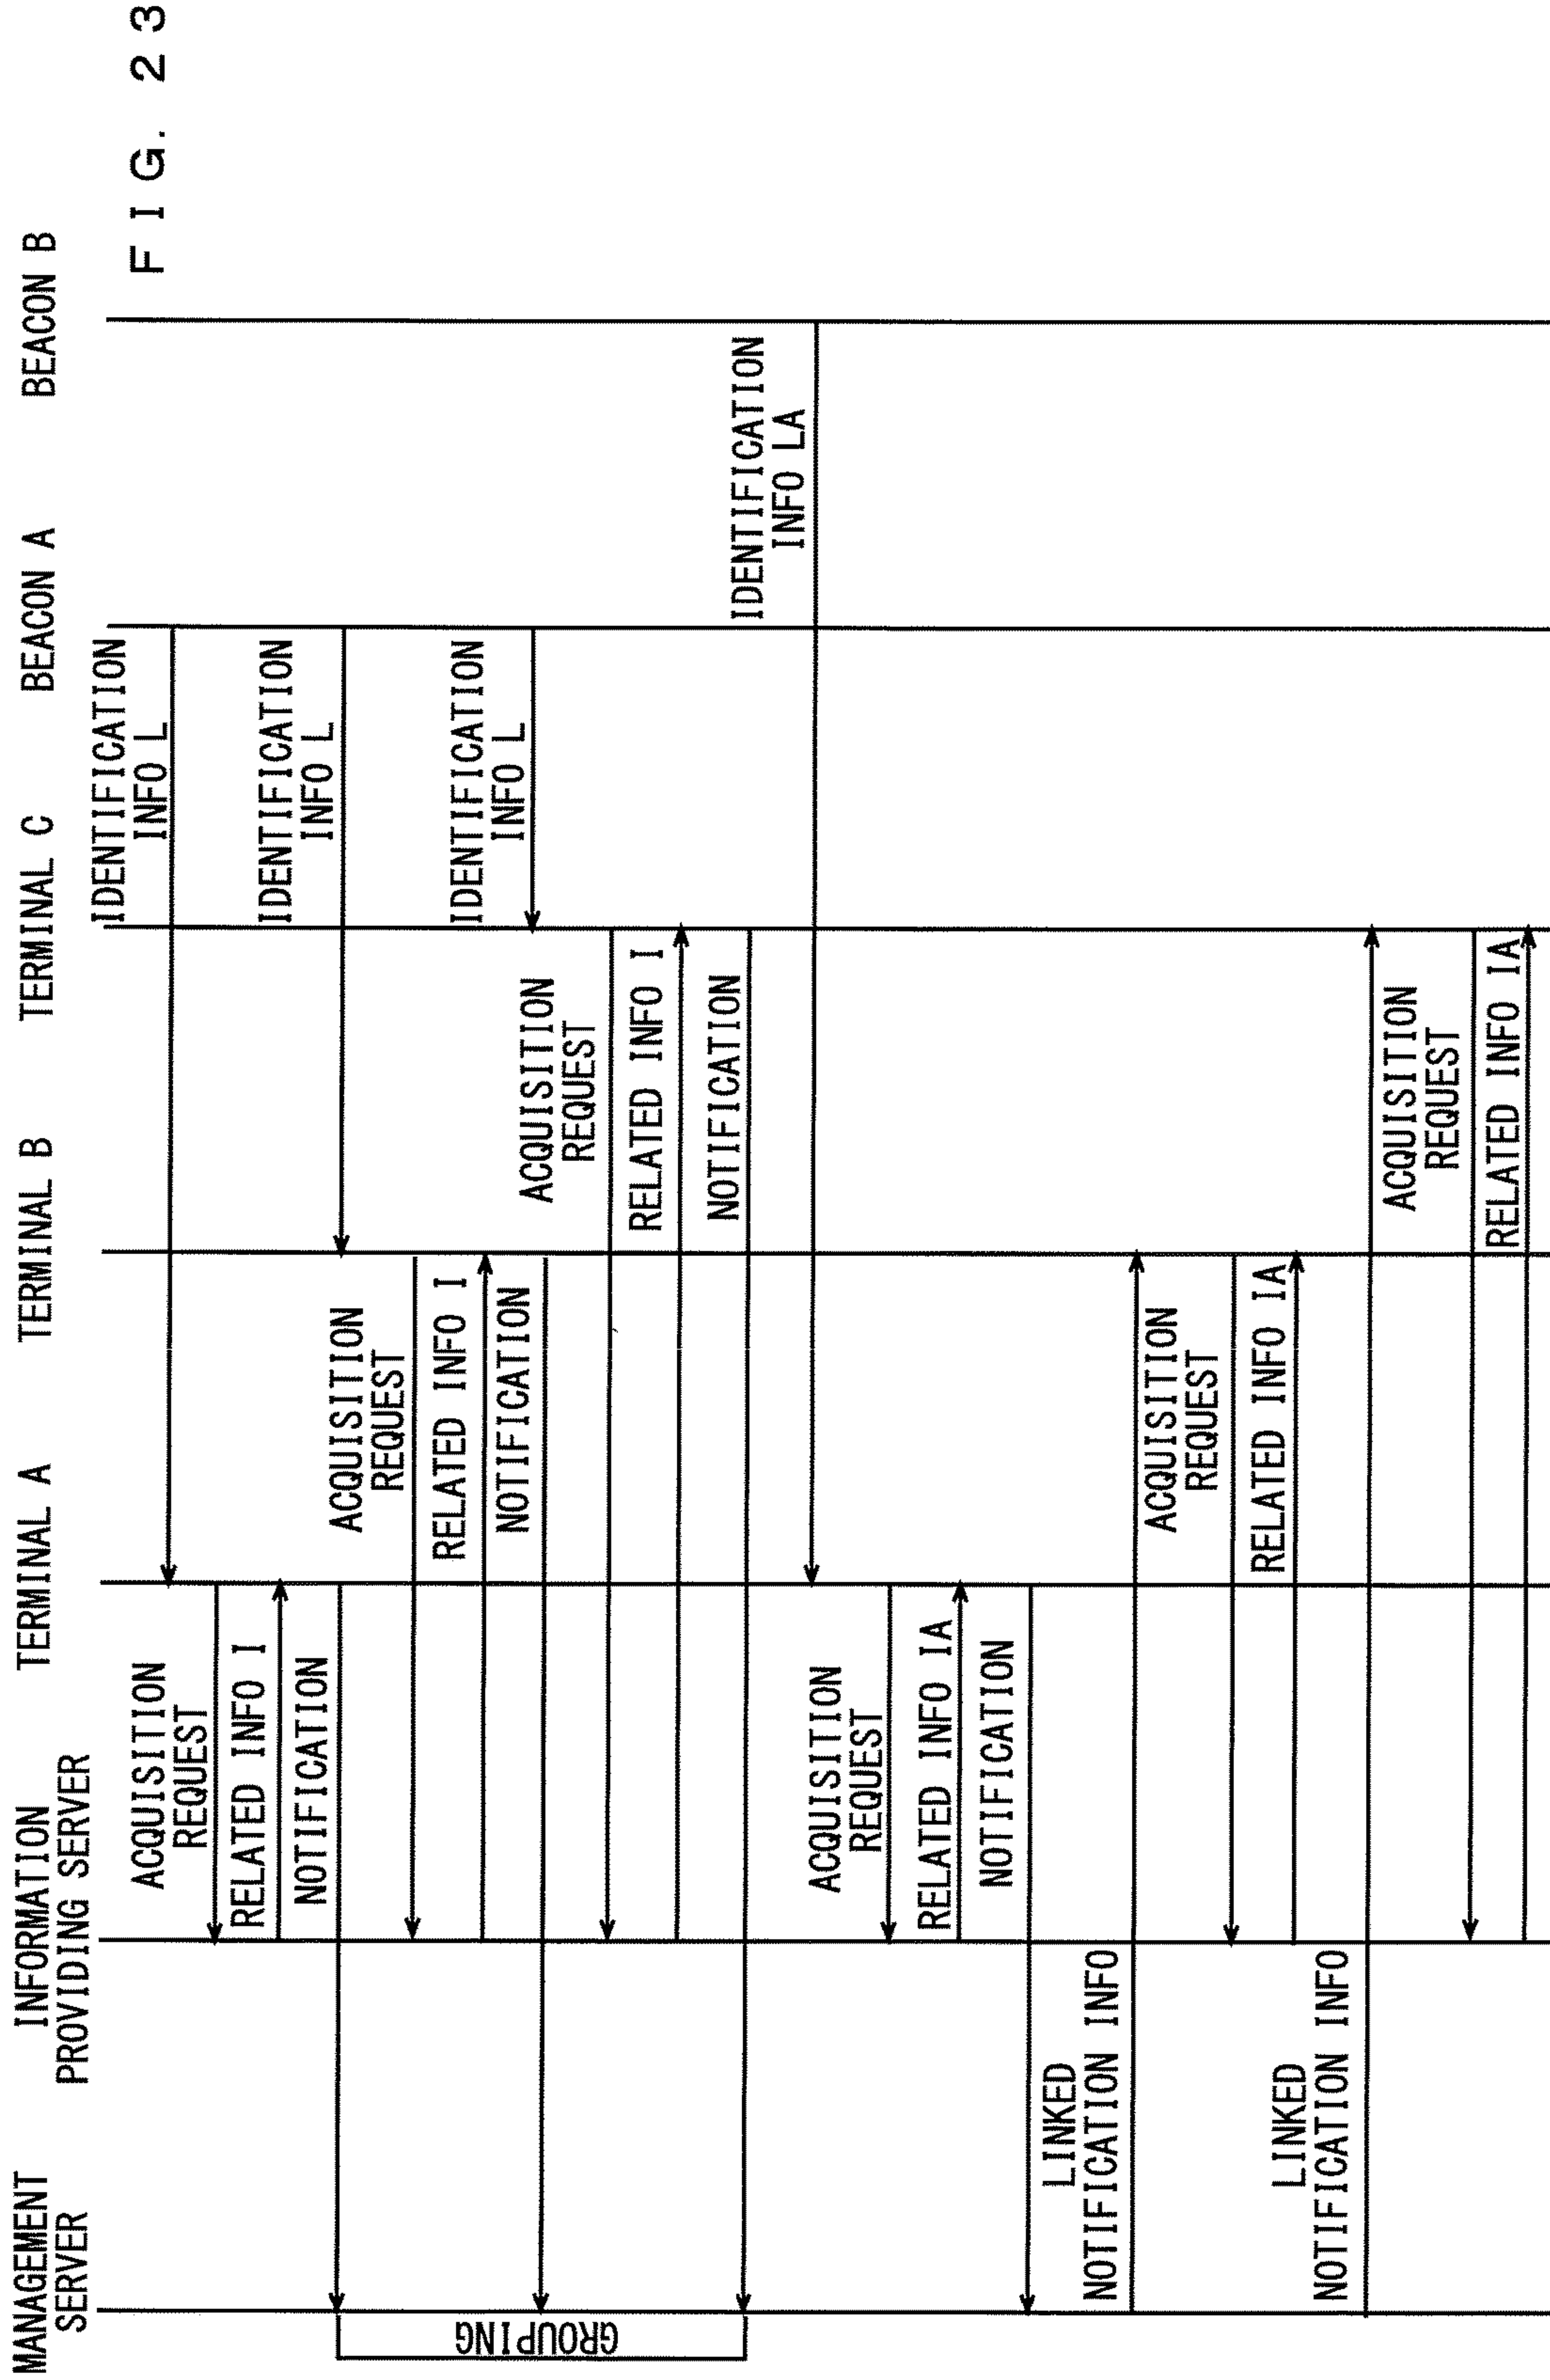 FIG. 23
MANAGEMENT
SERVER
INFORMATION
PROVIDING SERVER
TERMINAL A
TERMINAL B
TERMINAL C
BEACON A
BEACON B
IDENTIFICATION
INFO L
ACQUISITION
REQUEST
RELATED INFO I
NOTIFICATION
IDENTIFICATION
INFO L
ACQUISITION
REQUEST
RELATED INFO I
NOTIFICATION
IDENTIFICATION
INFO L
ACQUISITION
REQUEST
RELATED INFO I
NOTIFICATION
GROUPING
IDENTIFICATION
INFO LA
ACQUISITION
REQUEST
RELATED INFO IA
NOTIFICATION
LINKED
NOTIFICATION INFO
ACQUISITION
REQUEST
RELATED INFO IA
LINKED
NOTIFICATION INFO
ACQUISITION
REQUEST
RELATED INFO IA